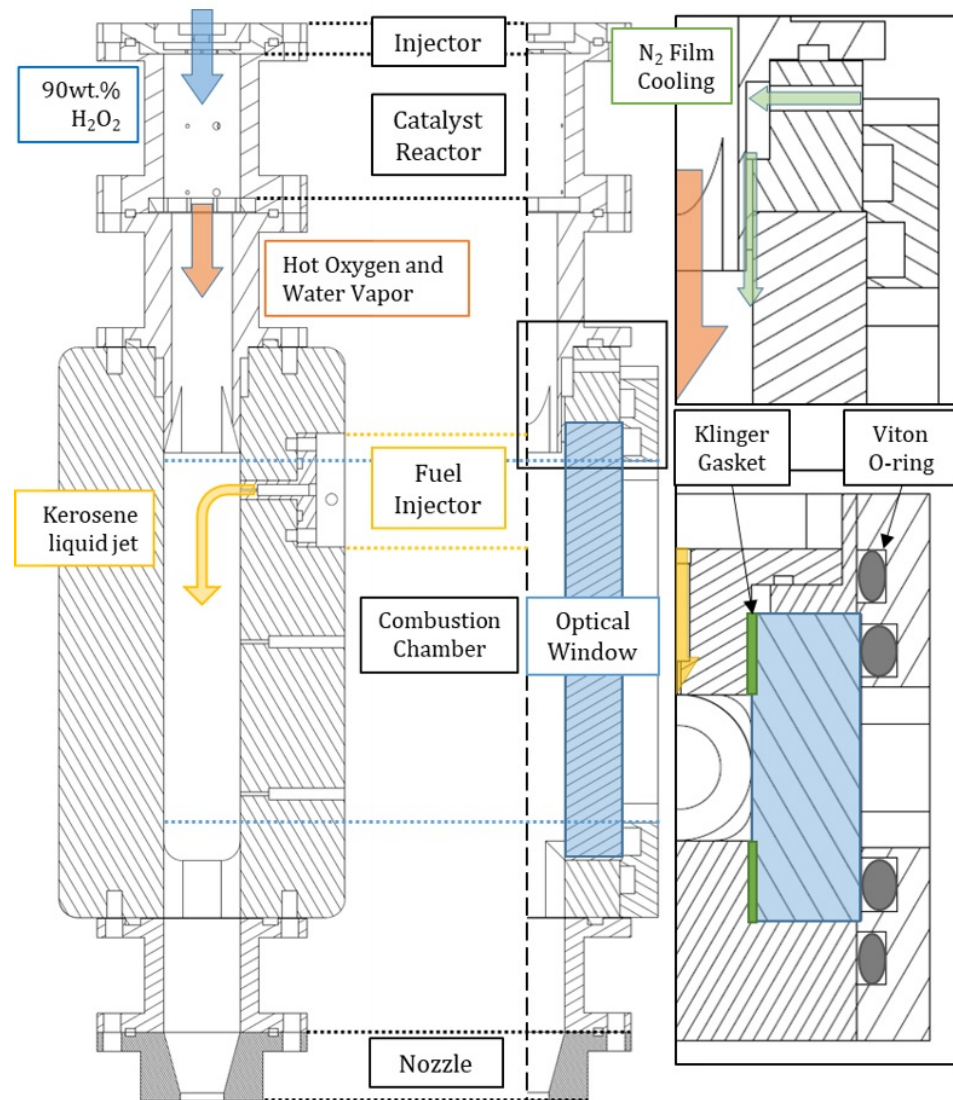 Injector
90wt.%
H₂O₂
N₂ Film
Cooling
Catalyst
Reactor
Hot Oxygen and
Water Vapor
Klinger
Gasket
Viton
O-ring
Fuel
Injector
Kerosene
liquid jet
Combustion
Chamber
Optical
Window
Nozzle